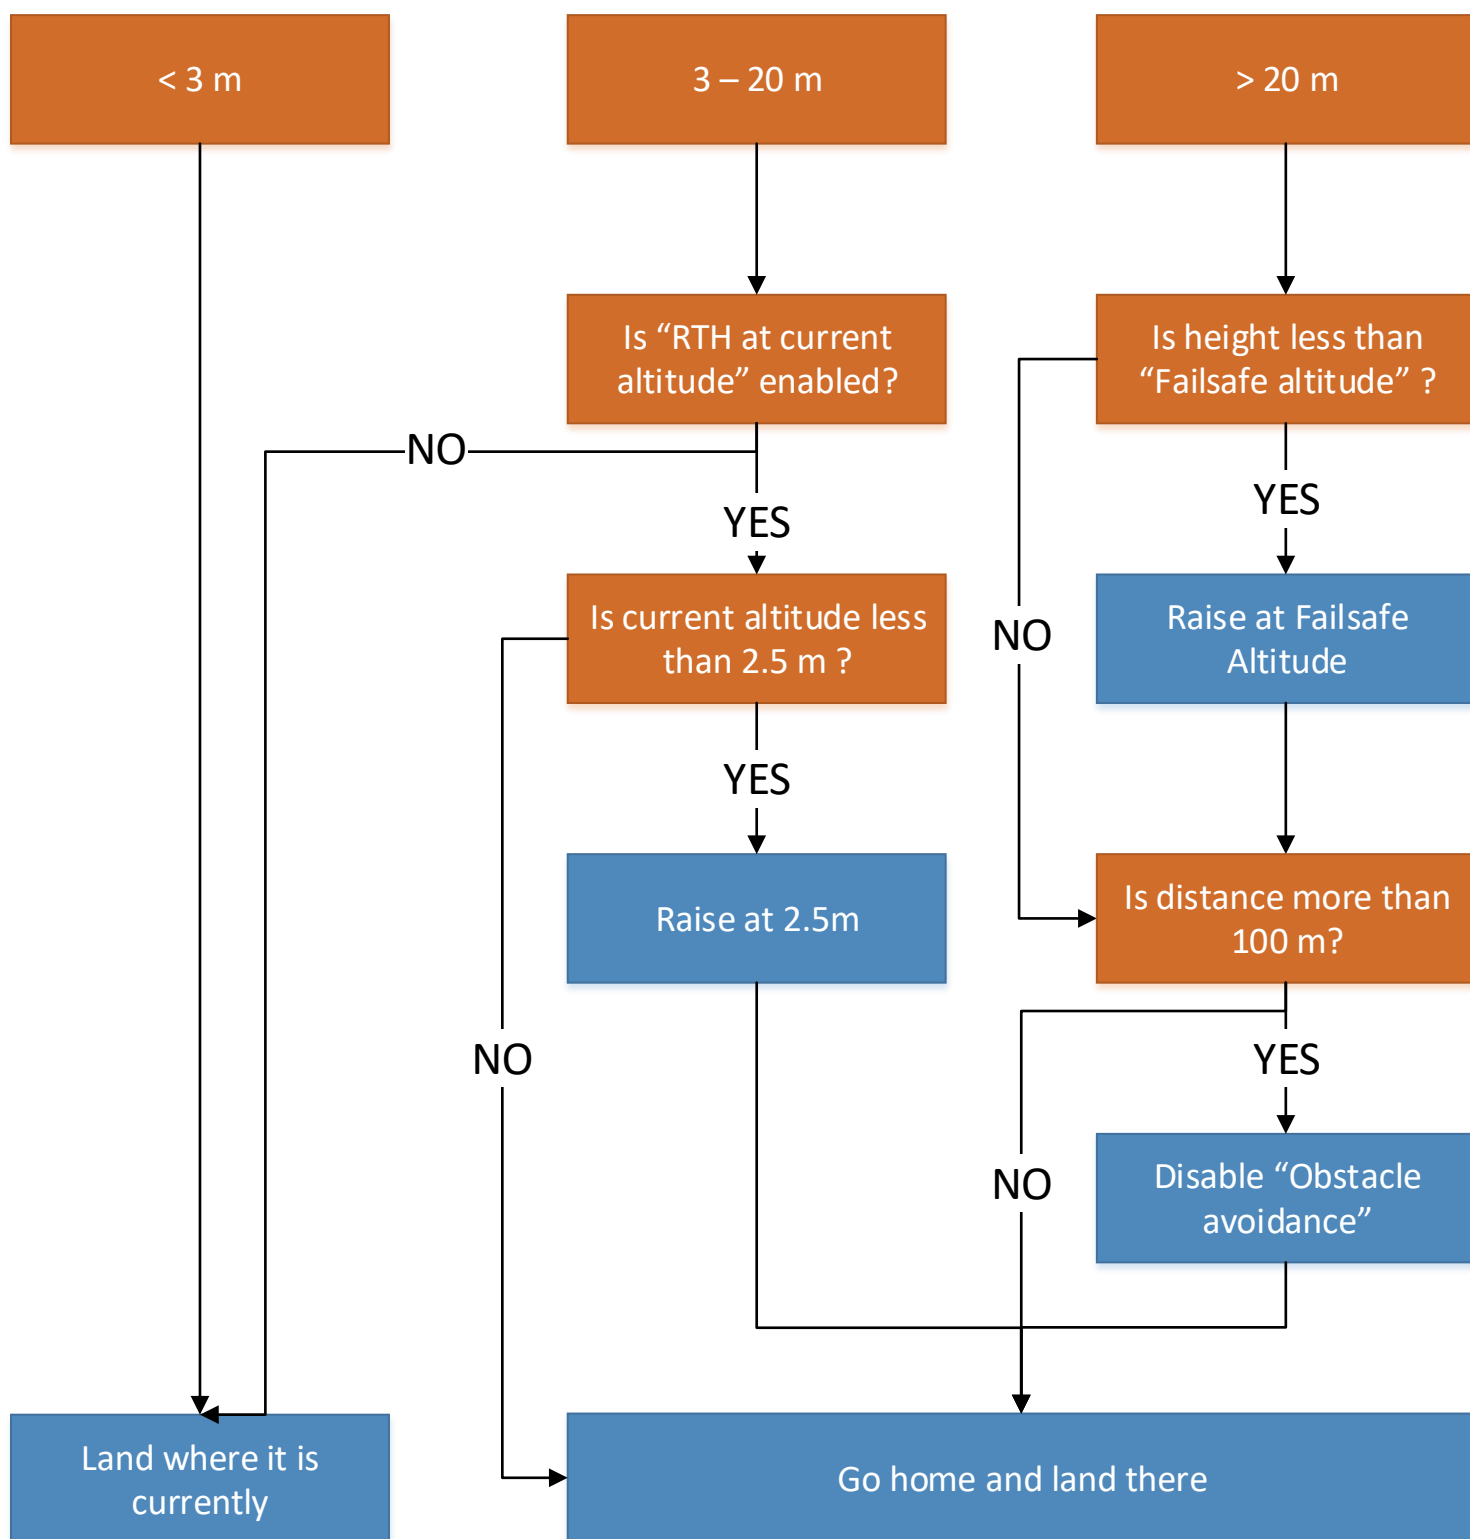 < 3 m
3 – 20 m
> 20 m
Is “RTH at current
altitude” enabled?
Is height less than
“Failsafe altitude” ?
NO
YES
YES
Is current altitude less
than 2.5 m ?
Raise at Failsafe
Altitude
NO
YES
Raise at 2.5m
Is distance more than
100 m?
NO
YES
NO
Disable “Obstacle
avoidance”
Land where it is
currently
Go home and land there